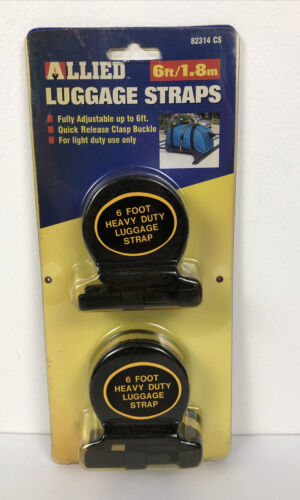 82314 CS
ALLIED™
6ft/1.8m
LUGGAGE STRAPS
Fully Adjustable up to 6ft.
Quick Release Clasp Buckle
For light duty use only
6 FOOT
HEAVY DUTY
LUGGAGE
STRAP
6 FOOT
HEAVY DUTY
LUGGAGE
STRAP